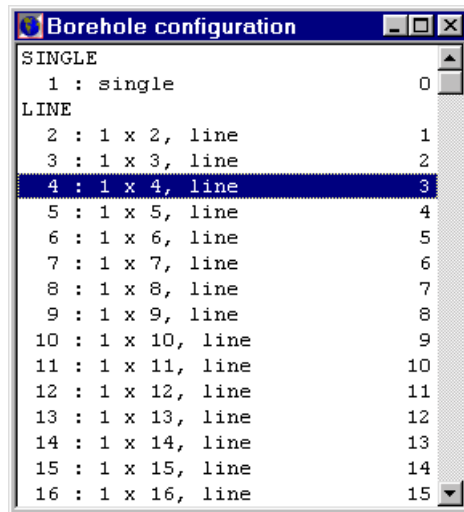 Borehole configuration
SINGLE
1 : single 0
LINE
2 : 1 x 2, line 1
3 : 1 x 3, line 2
4 : 1 x 4, line 3
5 : 1 x 5, line 4
6 : 1 x 6, line 5
7 : 1 x 7, line 6
8 : 1 x 8, line 7
9 : 1 x 9, line 8
10 : 1 x 10, line 9
11 : 1 x 11, line 10
12 : 1 x 12, line 11
13 : 1 x 13, line 12
14 : 1 x 14, line 13
15 : 1 x 15, line 14
16 : 1 x 16, line 15